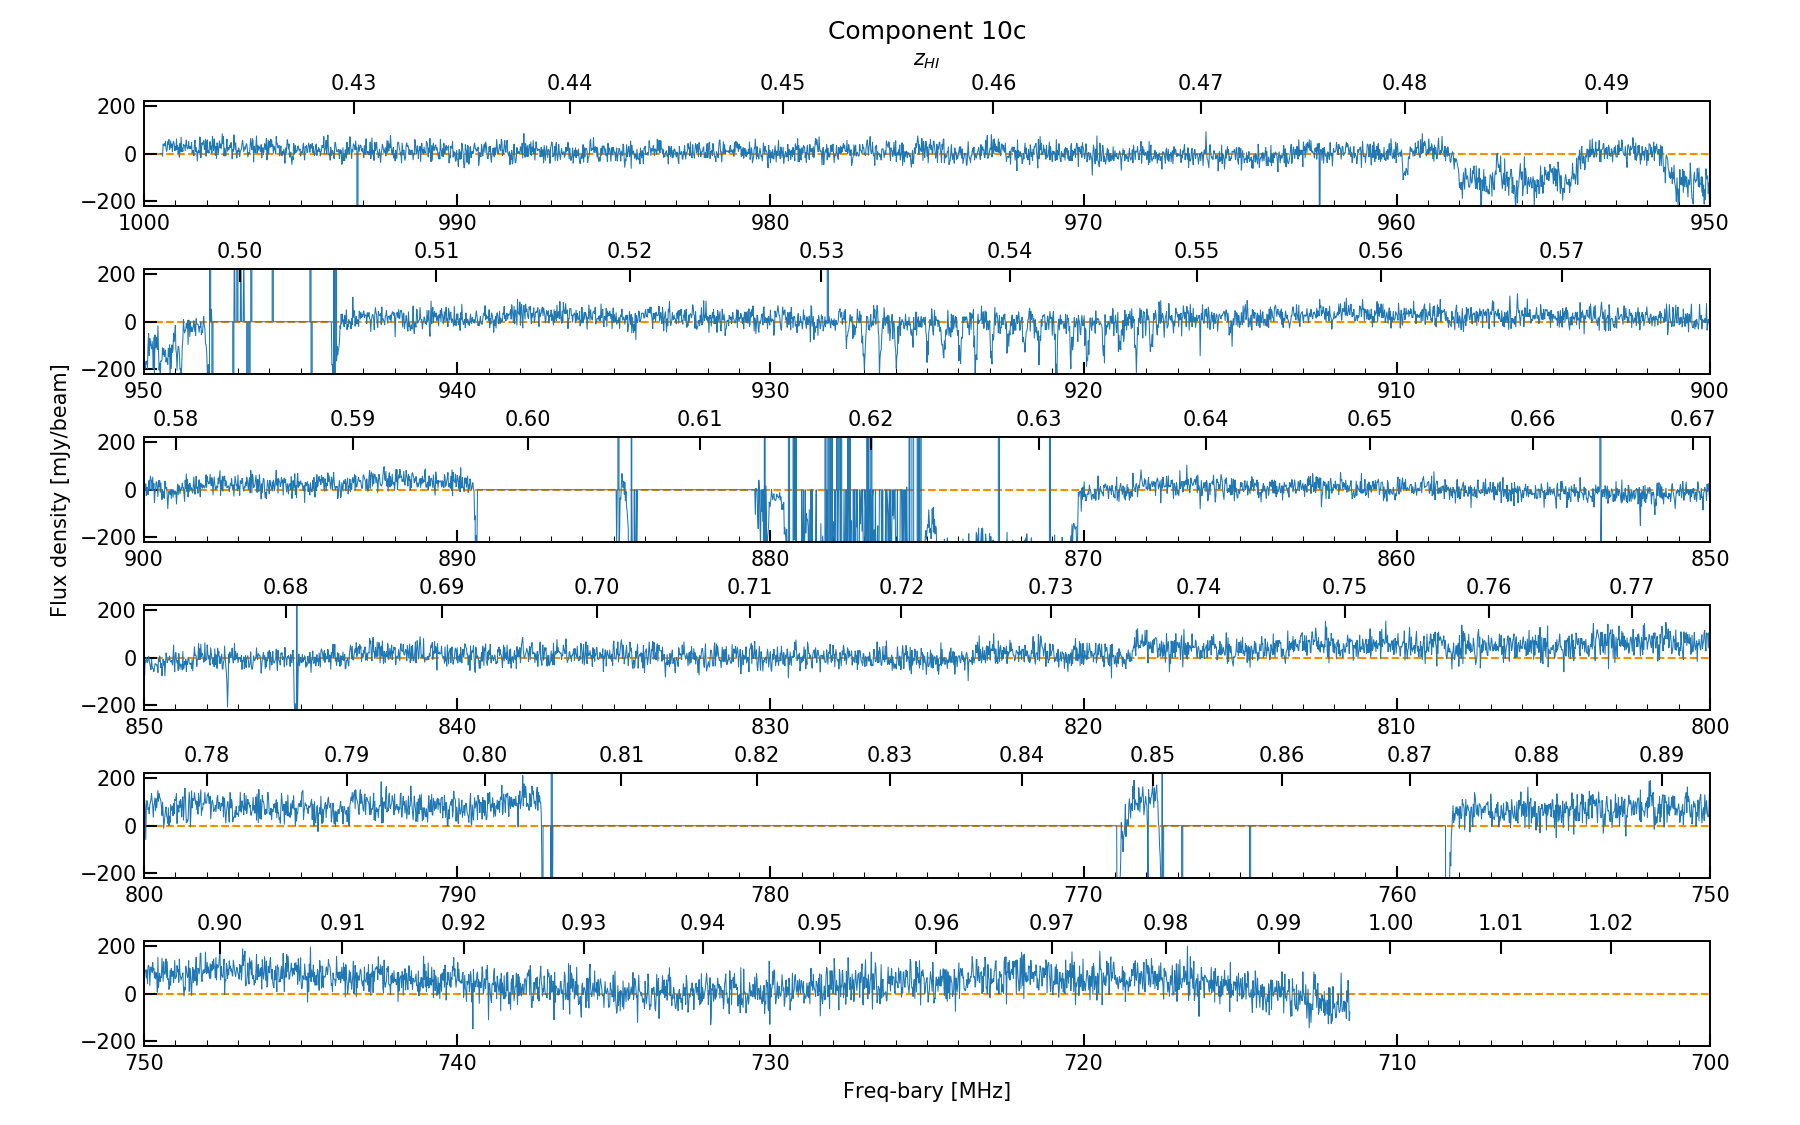 Component 10c
z_HI
0.43 0.44 0.45 0.46 0.47 0.48 0.49
200
0
−200
1000 990 980 970 960 950
0.50 0.51 0.52 0.53 0.54 0.55 0.56 0.57
200
0
−200
950 940 930 920 910 900
0.58 0.59 0.60 0.61 0.62 0.63 0.64 0.65 0.66 0.67
200
0
−200
900 890 880 870 860 850
Flux density [mJy/beam]
0.68 0.69 0.70 0.71 0.72 0.73 0.74 0.75 0.76 0.77
200
0
−200
850 840 830 820 810 800
0.78 0.79 0.80 0.81 0.82 0.83 0.84 0.85 0.86 0.87 0.88 0.89
200
0
−200
800 790 780 770 760 750
0.90 0.91 0.92 0.93 0.94 0.95 0.96 0.97 0.98 0.99 1.00 1.01 1.02
200
0
−200
750 740 730 720 710 700
Freq-bary [MHz]